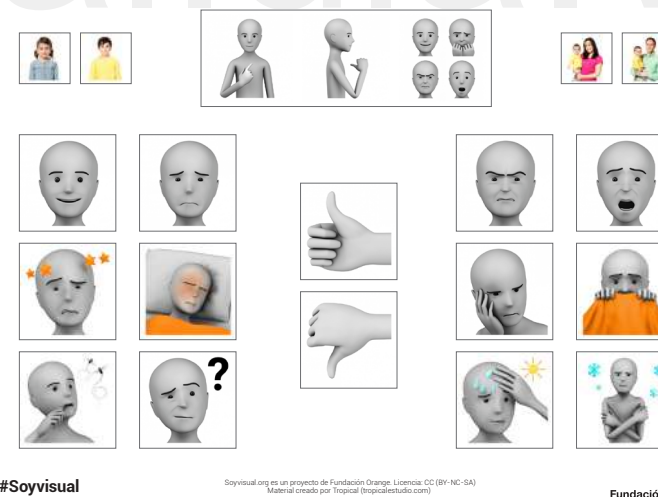 ?
#Soyvisual
Soyvisual.org es un proyecto de Fundación Orange. Licencia: CC (BY-NC-SA)
Material creado por Tropical (tropicalestudio.com)
Fundació